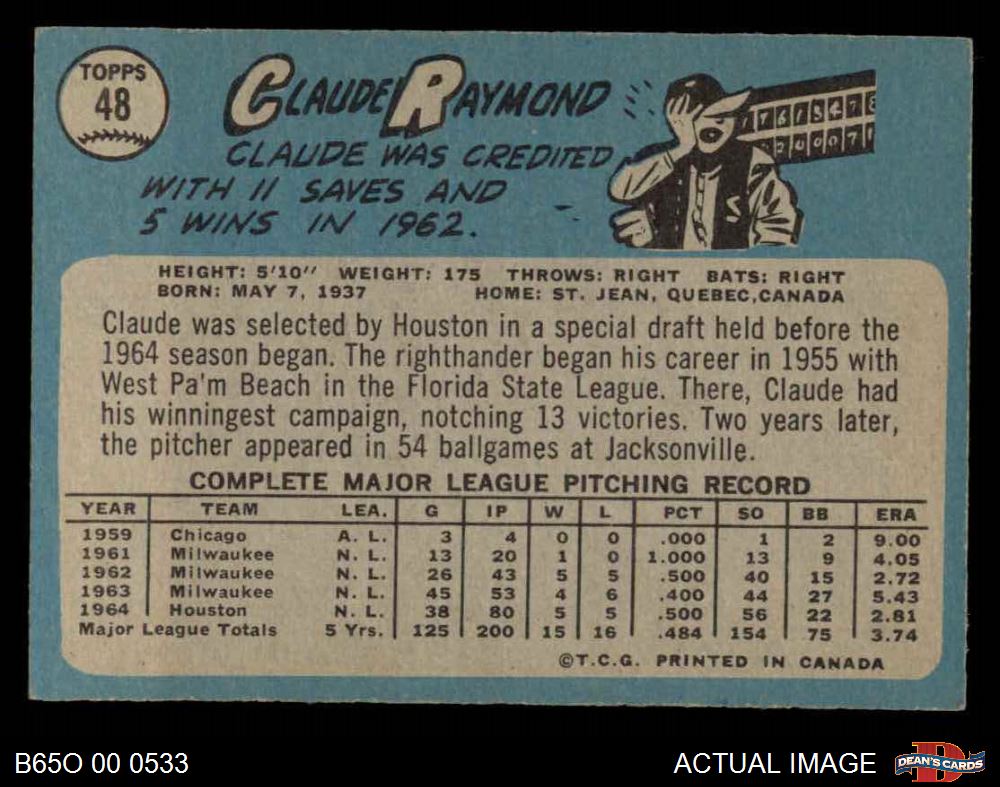 TOPPS
48
CLAUDE RAYMOND
CLAUDE WAS CREDITED
WITH 11 SAVES AND
5 WINS IN 1962.
HEIGHT: 5'10" WEIGHT: 175 THROWS: RIGHT BATS: RIGHT
BORN: MAY 7, 1937 HOME: ST. JEAN, QUEBEC, CANADA
Claude was selected by Houston in a special draft held before the
1964 season began. The righthander began his career in 1955 with
West Pa'm Beach in the Florida State League. There, Claude had
his winningest campaign, notching 13 victories. Two years later,
the pitcher appeared in 54 ballgames at Jacksonville.
COMPLETE MAJOR LEAGUE PITCHING RECORD
YEAR TEAM LEA. G IP W L PCT SO BB ERA
1959 Chicago A. L. 3 4 0 0 .000 1 2 9.00
1961 Milwaukee N. L. 13 20 1 0 1.000 13 9 4.05
1962 Milwaukee N. L. 26 43 5 5 .500 40 15 2.72
1963 Milwaukee N. L. 45 53 4 6 .400 44 27 5.43
1964 Houston N. L. 38 80 5 5 .500 56 22 2.81
Major League Totals 5 Yrs. 125 200 15 16 .484 154 75 3.74
©T.C.G. PRINTED IN CANADA
B65O 00 0533
ACTUAL IMAGE
D
DEAN'S CARDS